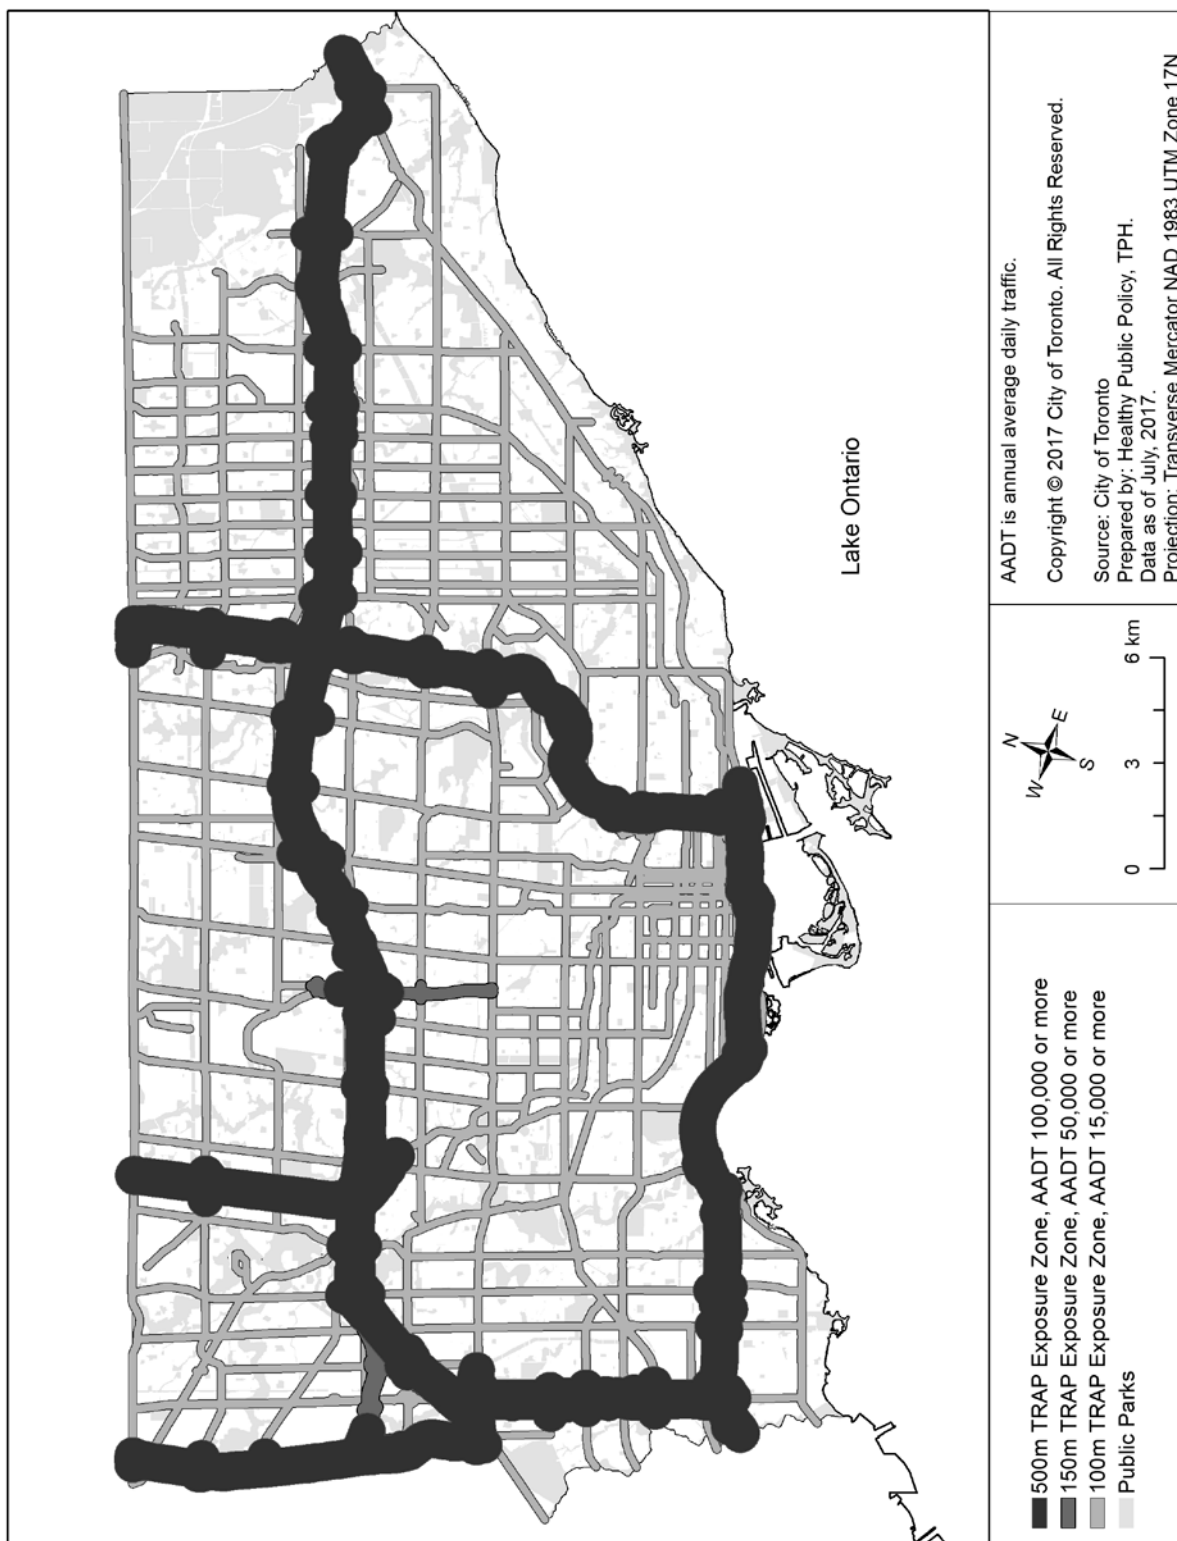 Lake Ontario
500m TRAP Exposure Zone, AADT 100,000 or more
150m TRAP Exposure Zone, AADT 50,000 or more
100m TRAP Exposure Zone, AADT 15,000 or more
Public Parks
N
W
E
S
0 3 6 km
AADT is annual average daily traffic.
Copyright © 2017 City of Toronto. All Rights Reserved.
Source: City of Toronto
Prepared by: Healthy Public Policy, TPH.
Data as of July, 2017.
Projection: Transverse Mercator NAD 1983 UTM Zone 17N